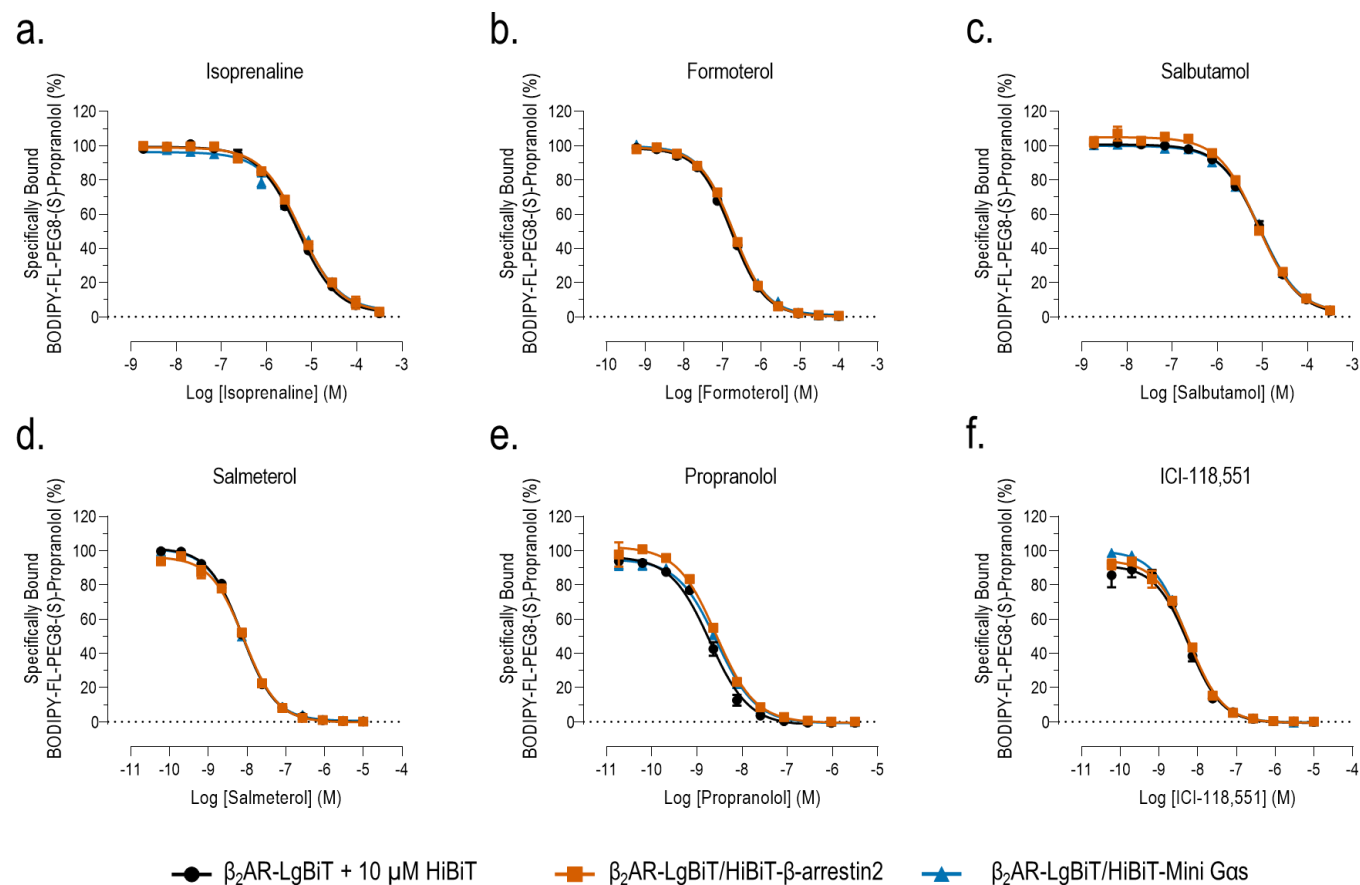 a.
Isoprenaline
Specifically Bound
BODIPY-FL-PEG8-(S)-Propranolol (%)
120
100
80
60
40
20
0
-9 -8 -7 -6 -5 -4 -3
Log [Isoprenaline] (M)
b.
Formoterol
Specifically Bound
BODIPY-FL-PEG8-(S)-Propranolol (%)
120
100
80
60
40
20
0
-10 -9 -8 -7 -6 -5 -4 -3
Log [Formoterol] (M)
c.
Salbutamol
Specifically Bound
BODIPY-FL-PEG8-(S)-Propranolol (%)
120
100
80
60
40
20
0
-9 -8 -7 -6 -5 -4 -3
Log [Salbutamol] (M)
d.
Salmeterol
Specifically Bound
BODIPY-FL-PEG8-(S)-Propranolol (%)
120
100
80
60
40
20
0
-11 -10 -9 -8 -7 -6 -5 -4
Log [Salmeterol] (M)
e.
Propranolol
Specifically Bound
BODIPY-FL-PEG8-(S)-Propranolol (%)
120
100
80
60
40
20
0
-11 -10 -9 -8 -7 -6 -5
Log [Propranolol] (M)
f.
ICI-118,551
Specifically Bound
BODIPY-FL-PEG8-(S)-Propranolol (%)
120
100
80
60
40
20
0
-11 -10 -9 -8 -7 -6 -5 -4
Log [ICI-118,551] (M)
β₂AR-LgBiT + 10 µM HiBiT
β₂AR-LgBiT/HiBiT-β-arrestin2
β₂AR-LgBiT/HiBiT-Mini Gαs